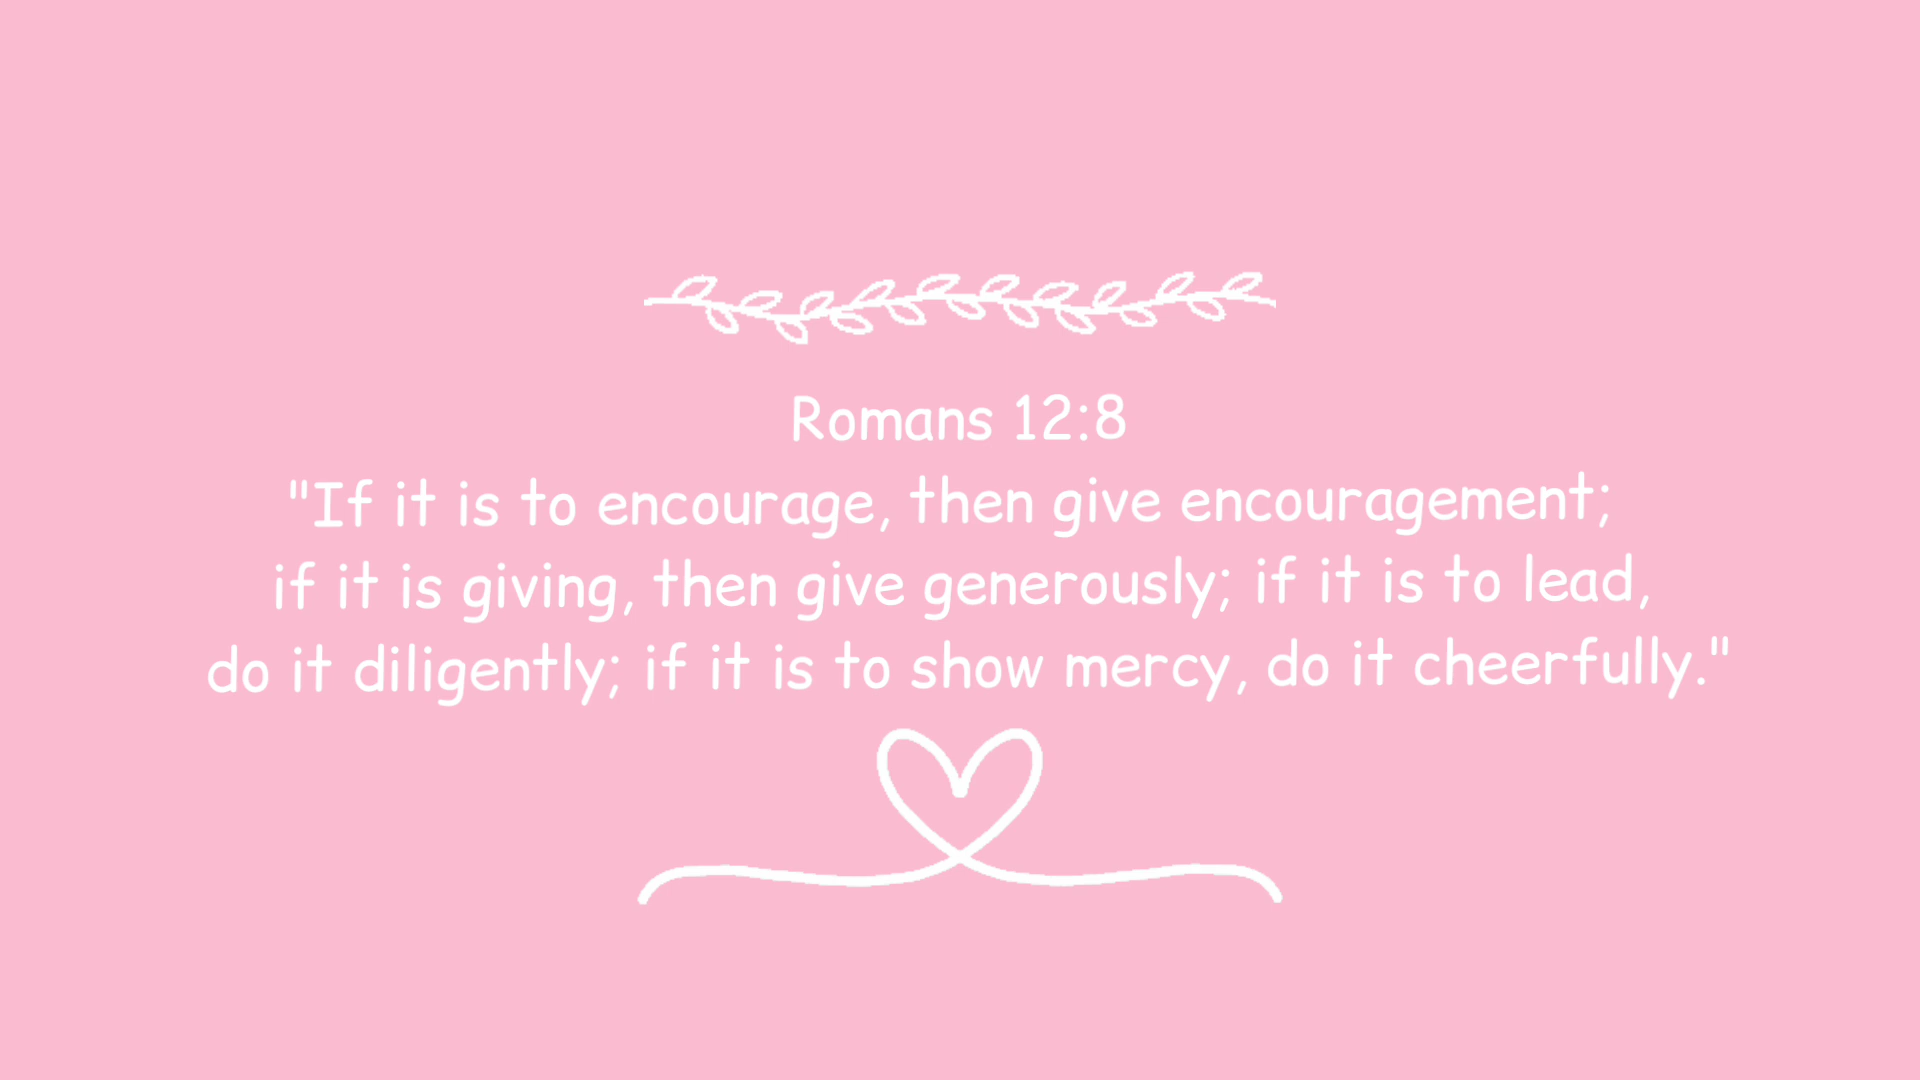 Romans 12:8
"If it is to encourage, then give encouragement;
if it is giving, then give generously; if it is to lead,
do it diligently; if it is to show mercy, do it cheerfully."